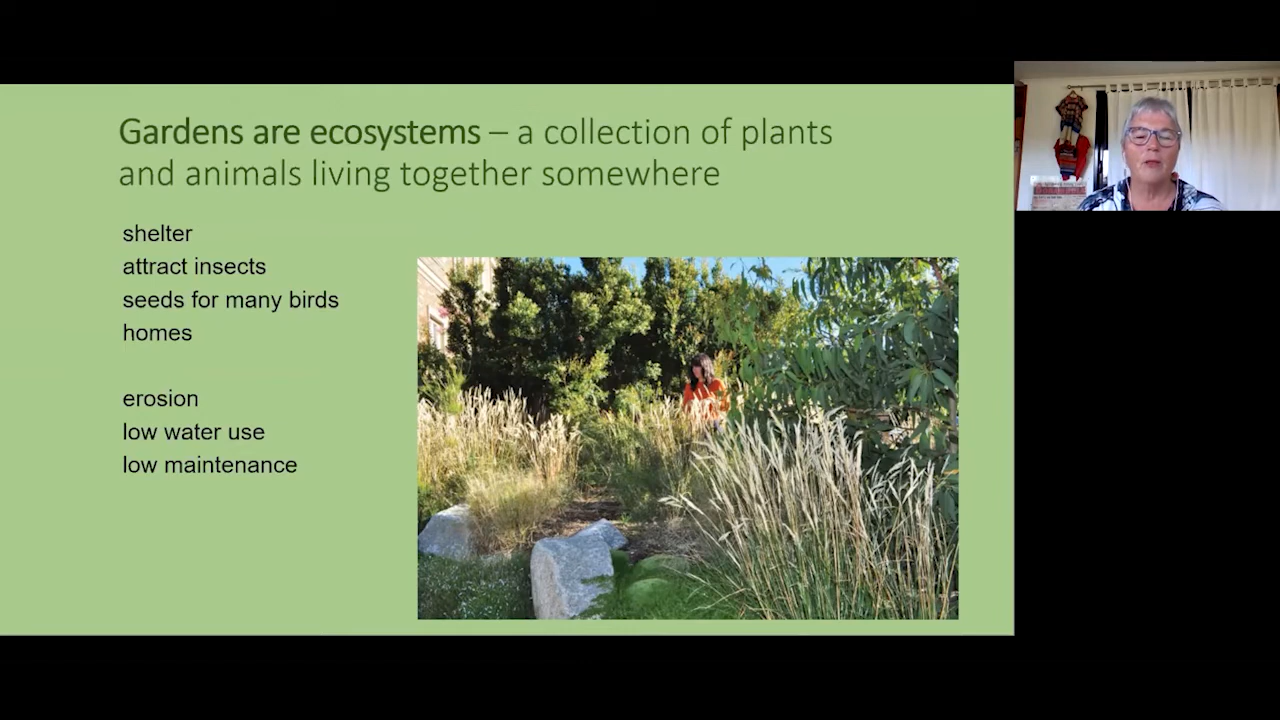 Gardens are ecosystems – a collection of plants
and animals living together somewhere
shelter
attract insects
seeds for many birds
homes
erosion
low water use
low maintenance